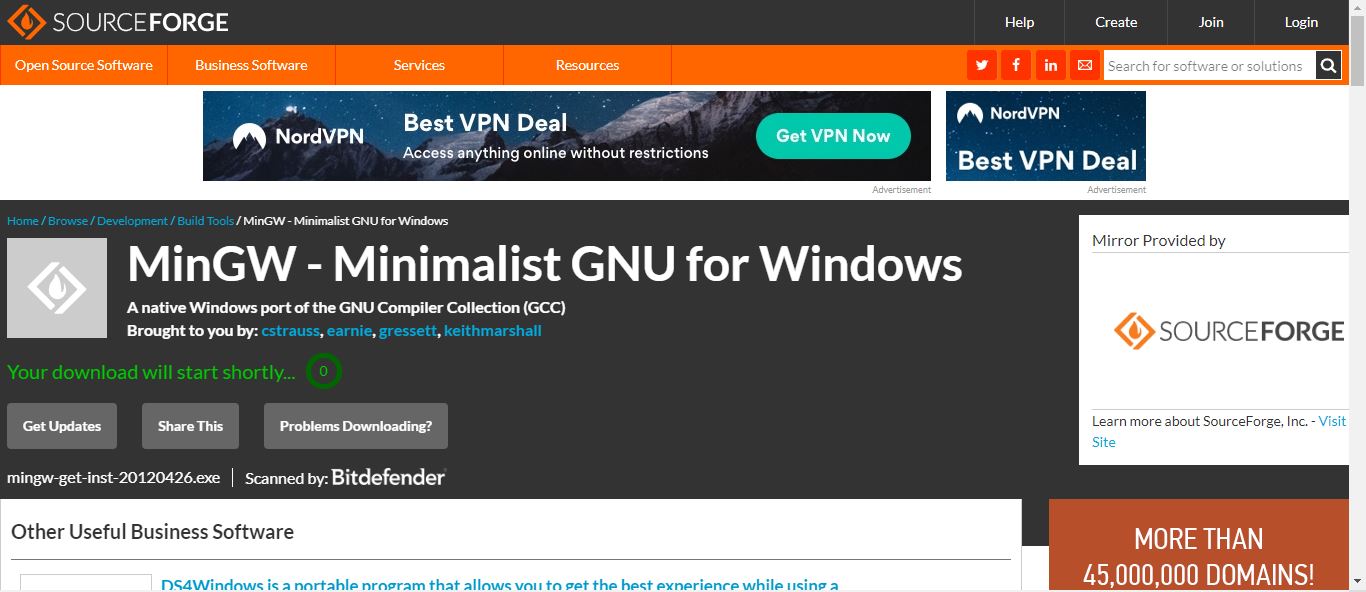 SOURCEFORGE
Help Create Join Login
Open Source Software Business Software Services Resources
Search for software or solutions
NordVPN
Best VPN Deal
Access anything online without restrictions
Get VPN Now
Advertisement
NordVPN
Best VPN Deal
Advertisement
Home / Browse / Development / Build Tools / MinGW - Minimalist GNU for Windows
MinGW - Minimalist GNU for Windows
A native Windows port of the GNU Compiler Collection (GCC)
Brought to you by: cstrauss, earnie, gressett, keithmarshall
Your download will start shortly... 0
Get Updates Share This Problems Downloading?
mingw-get-inst-20120426.exe Scanned by: Bitdefender
Mirror Provided by
SOURCEFORGE
Learn more about SourceForge, Inc. - Visit
Site
Other Useful Business Software
DS4Windows is a portable program that allows you to get the best experience while using a
MORE THAN
45,000,000 DOMAINS!